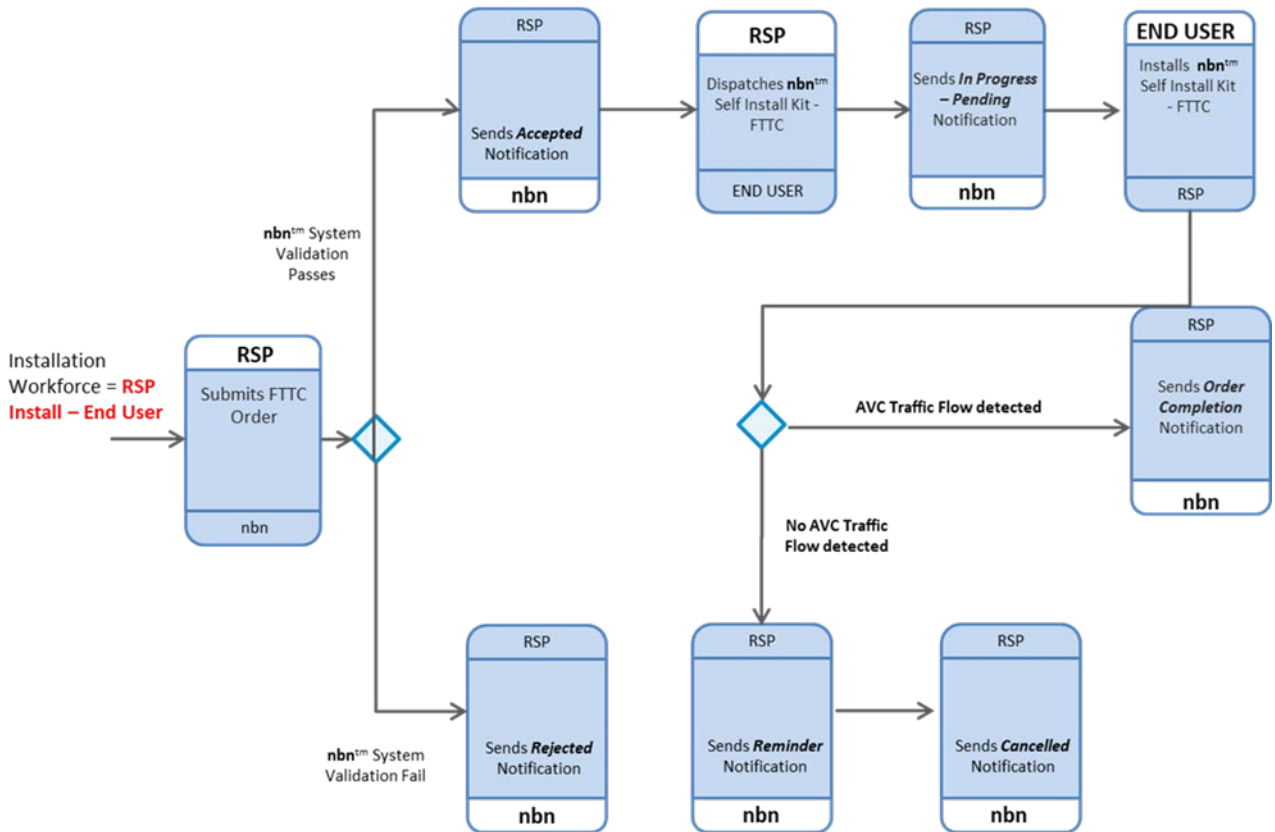 RSP
Sends Accepted
Notification
nbn
RSP
Dispatches nbn™
Self Install Kit -
FTTC
END USER
RSP
Sends In Progress
– Pending
Notification
nbn
END USER
Installs nbn™
Self Install Kit
- FTTC
RSP
nbn™ System
Validation
Passes
Installation
Workforce = RSP
Install – End User
RSP
Submits FTTC
Order
nbn
AVC Traffic Flow detected
RSP
Sends Order
Completion
Notification
nbn
No AVC Traffic
Flow detected
nbn™ System
Validation Fail
RSP
Sends Rejected
Notification
nbn
RSP
Sends Reminder
Notification
nbn
RSP
Sends Cancelled
Notification
nbn